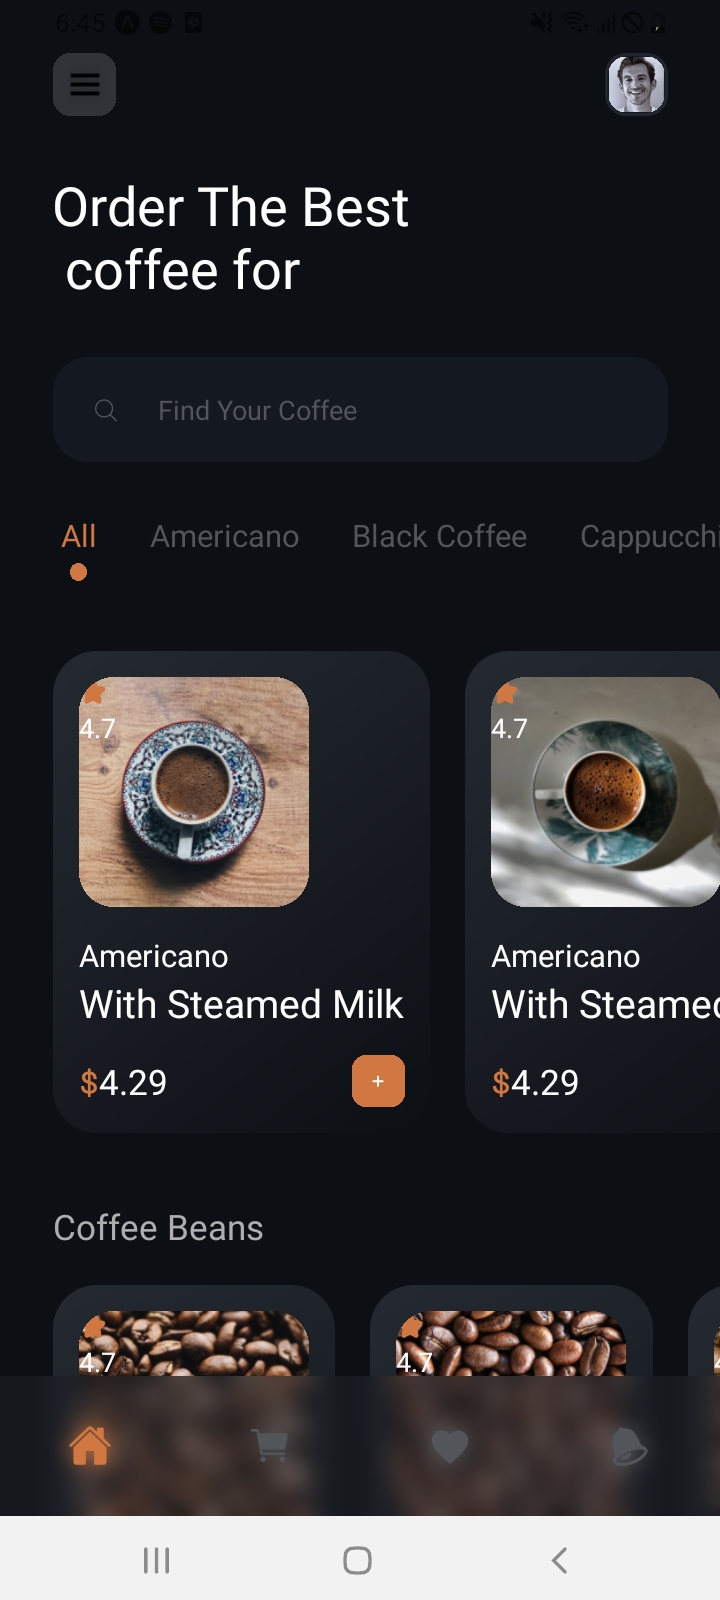 6:45
Order The Best
coffee for
Find Your Coffee
All Americano Black Coffee Cappucchi
4.7 4.7
Americano Americano
With Steamed Milk With Steamed
$4.29 + $4.29
Coffee Beans
4.7 4.7